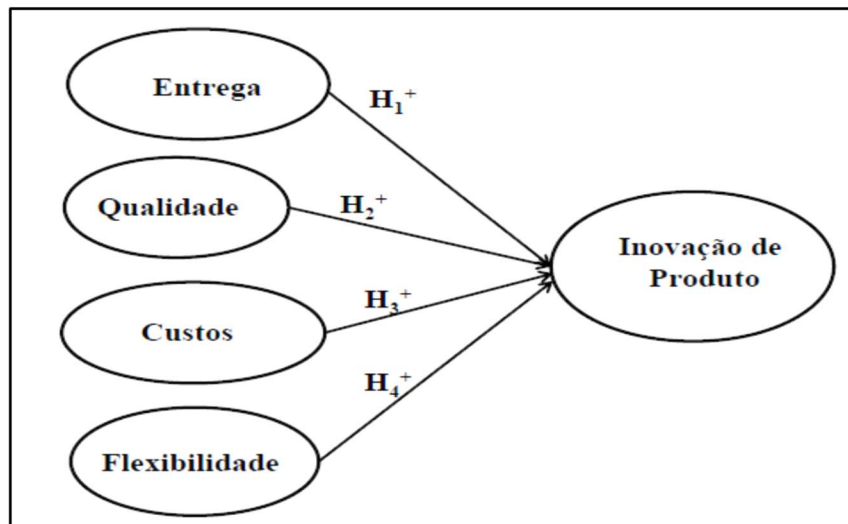 Entrega
H₁⁺
Qualidade
H₂⁺
Inovação de
Produto
Custos
H₃⁺
Flexibilidade
H₄⁺